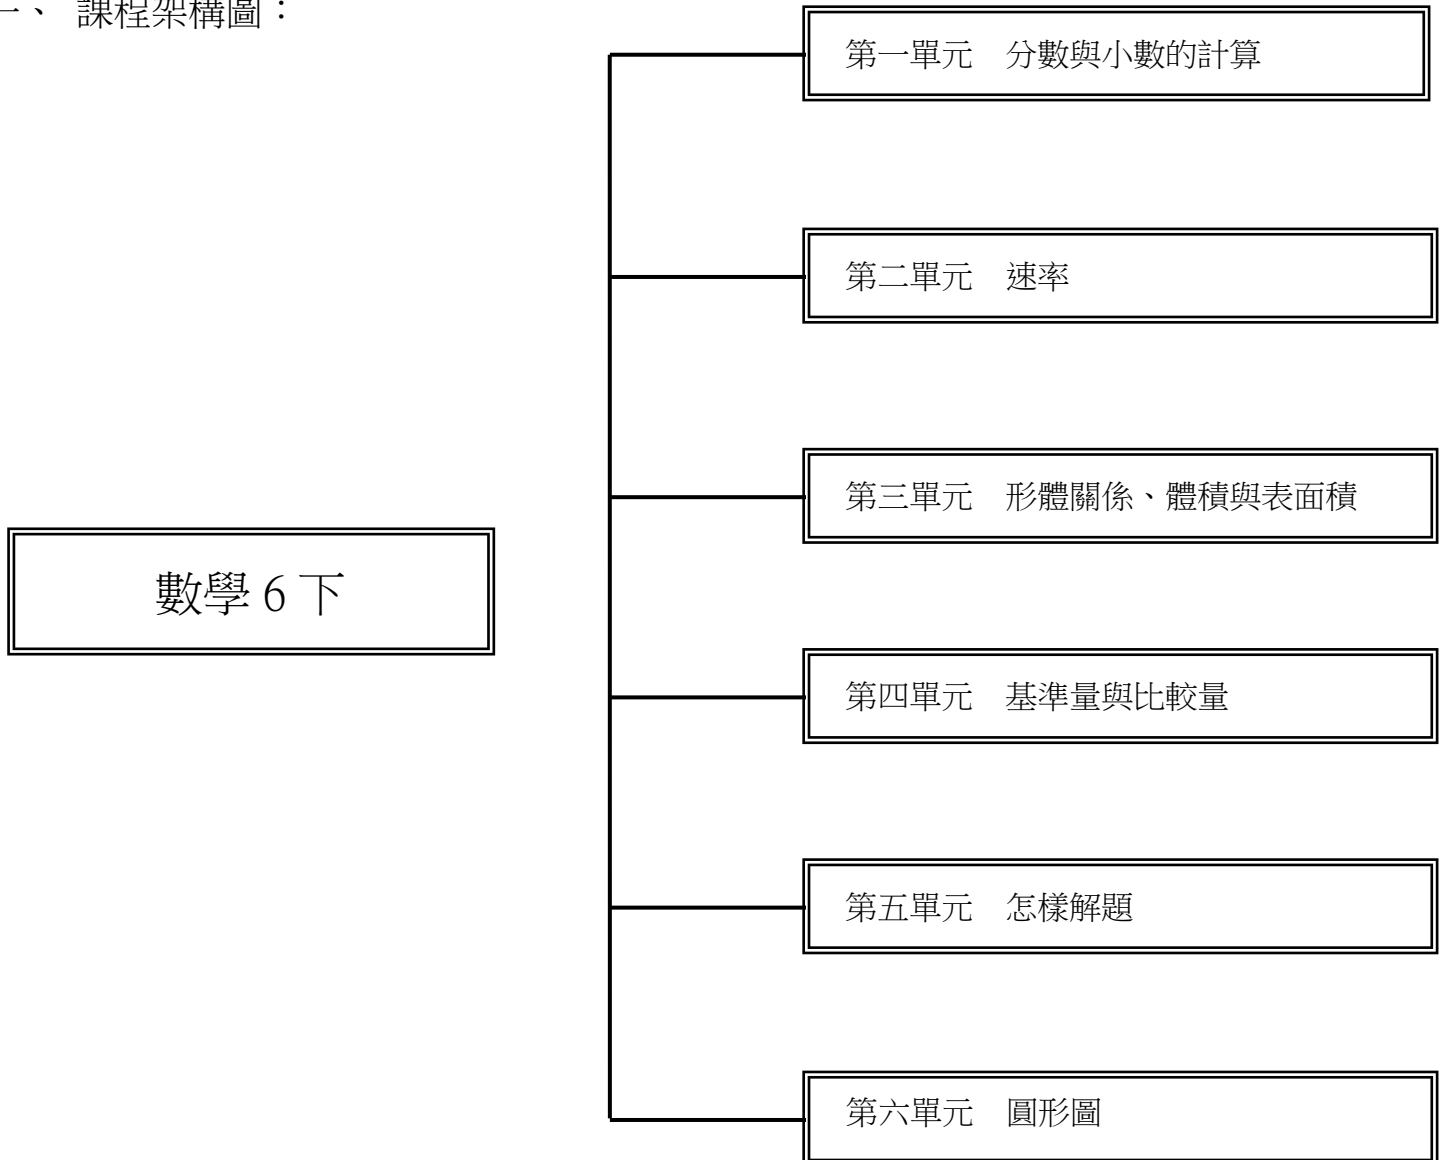 一、 課程架構圖：
第一單元　分數與小數的計算
第二單元　速率
第三單元　形體關係、體積與表面積
數學 6 下
第四單元　基準量與比較量
第五單元　怎樣解題
第六單元　圓形圖